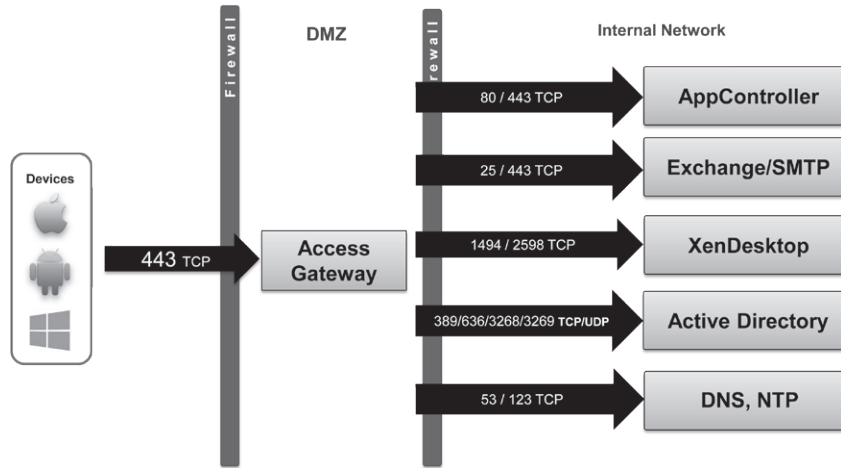 Firewall
DMZ
rewall
Internal Network
Devices
443 TCP
Access
Gateway
80 / 443 TCP
AppController
25 / 443 TCP
Exchange/SMTP
1494 / 2598 TCP
XenDesktop
389/636/3268/3269 TCP/UDP
Active Directory
53 / 123 TCP
DNS, NTP